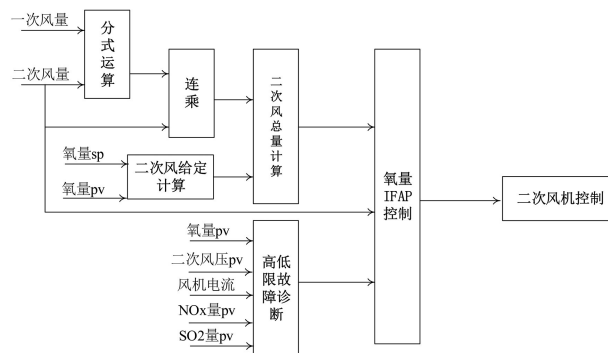 一次风量
二次风量
分
式
运
算
连
乘
二
次
风
总
量
计
算
氧量sp
氧量pv
二次风给定
计算
氧量
IFAP
控制
二次风机控制
氧量pv
二次风压pv
风机电流
NOx量pv
SO2量pv
高低
限故
障诊
断